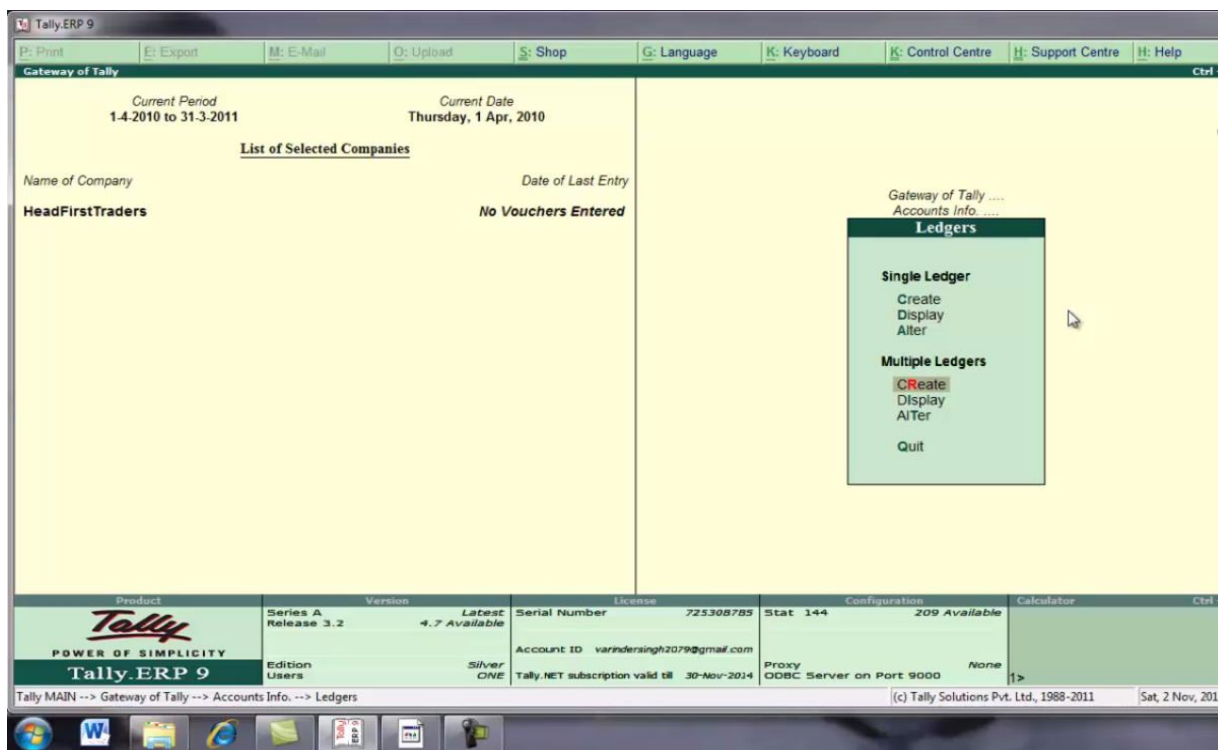 Tally.ERP 9
P: Print E: Export M: E-Mail O: Upload S: Shop G: Language K: Keyboard K: Control Centre H: Support Centre H: Help
Gateway of Tally Ctrl
Current Period Current Date
1-4-2010 to 31-3-2011 Thursday, 1 Apr, 2010
List of Selected Companies
Name of Company Date of Last Entry
HeadFirstTraders No Vouchers Entered
Gateway of Tally ....
Accounts Info. ....
Ledgers
Single Ledger
Create
Display
Alter
Multiple Ledgers
CReate
DIsplay
AlTer
Quit
Product Version License Configuration Calculator Ctrl
Tally
POWER OF SIMPLICITY
Tally.ERP 9
Series A Latest
Release 3.2 4.7 Available
Edition Silver
Users ONE
Serial Number 725308785
Account ID varindersingh2079@gmail.com
Tally.NET subscription valid till 30-Nov-2014
Stat 144 209 Available
Proxy None
ODBC Server on Port 9000
1>
Tally MAIN --> Gateway of Tally --> Accounts Info. --> Ledgers (c) Tally Solutions Pvt. Ltd., 1988-2011 Sat, 2 Nov, 201